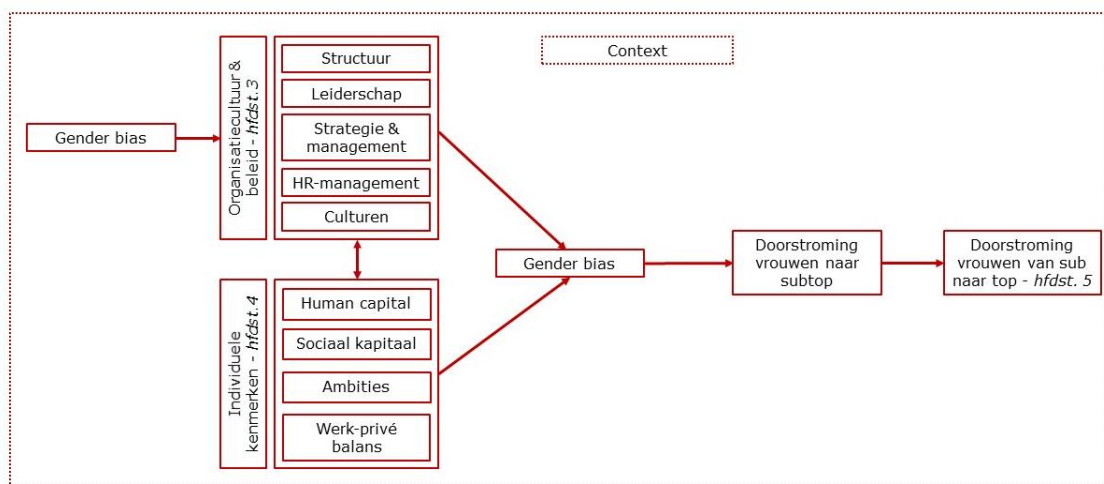 Context
Gender bias
Organisatiecultuur &
beleid - hfdst.3
Structuur
Leiderschap
Strategie &
management
HR-management
Culturen
Individuele
kenmerken - hfdst.4
Human capital
Sociaal kapitaal
Ambities
Werk-privé
balans
Gender bias
Doorstroming
vrouwen naar
subtop
Doorstroming
vrouwen van sub
naar top - hfdst. 5